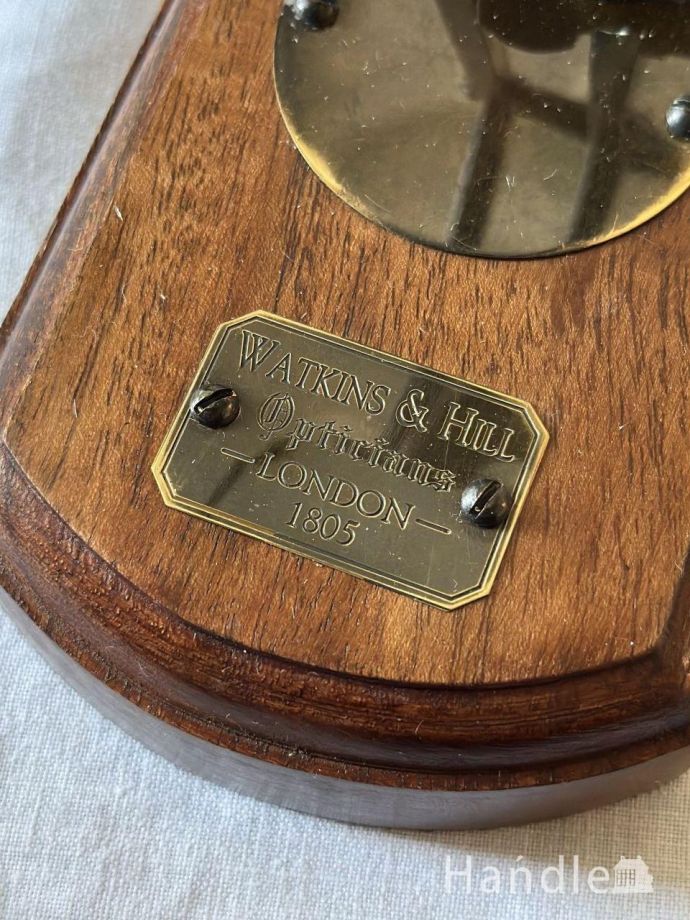 WATKINS & HILL
Opticians
— LONDON —
1805
Handle